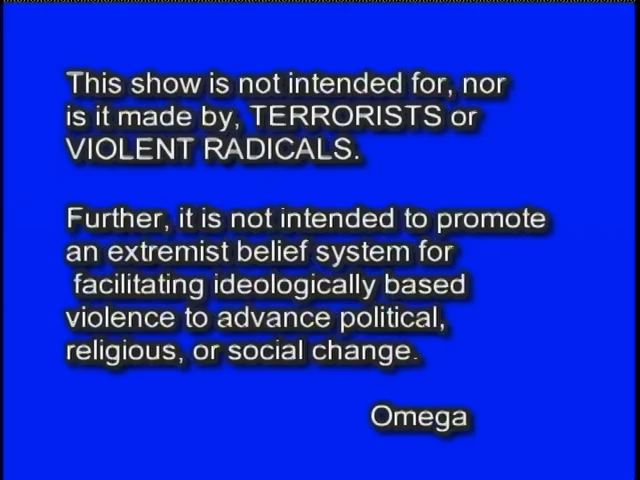 This show is not intended for, nor
is it made by, TERRORISTS or
VIOLENT RADICALS.
Further, it is not intended to promote
an extremist belief system for
facilitating ideologically based
violence to advance political,
religious, or social change.
Omega